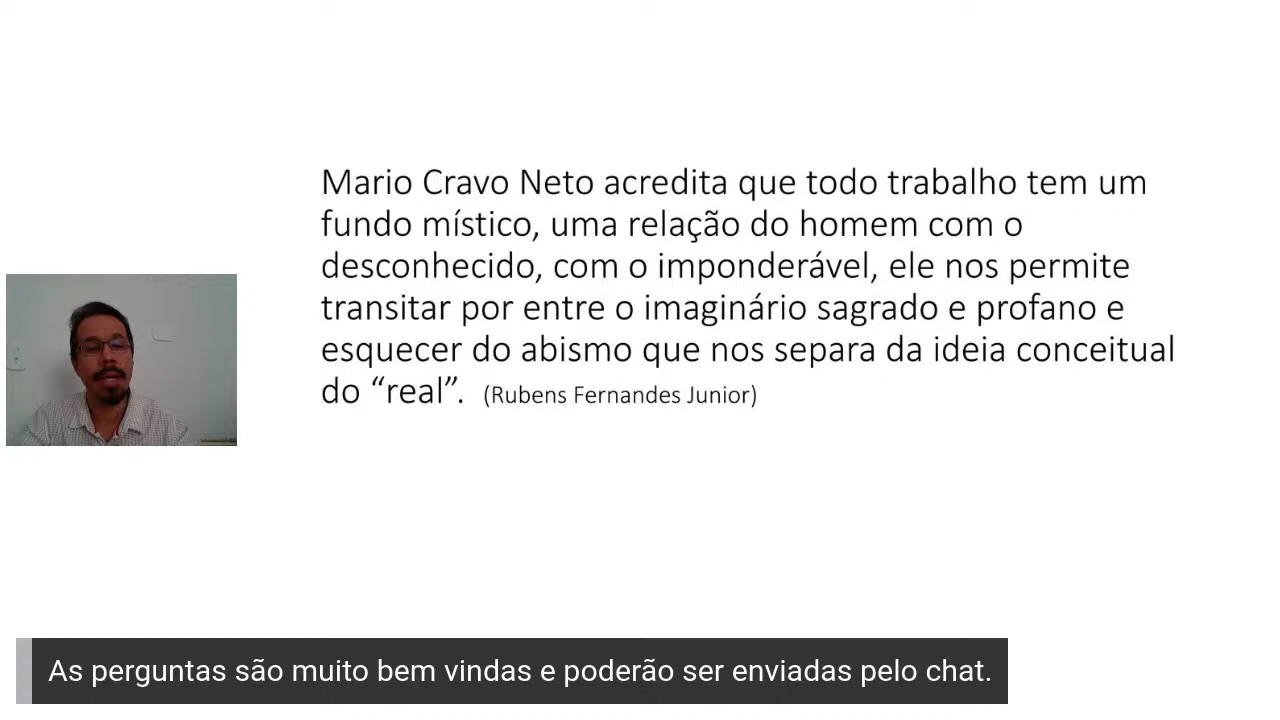 Mario Cravo Neto acredita que todo trabalho tem um
fundo místico, uma relação do homem com o
desconhecido, com o imponderável, ele nos permite
transitar por entre o imaginário sagrado e profano e
esquecer do abismo que nos separa da ideia conceitual
do “real”. (Rubens Fernandes Junior)
As perguntas são muito bem vindas e poderão ser enviadas pelo chat.